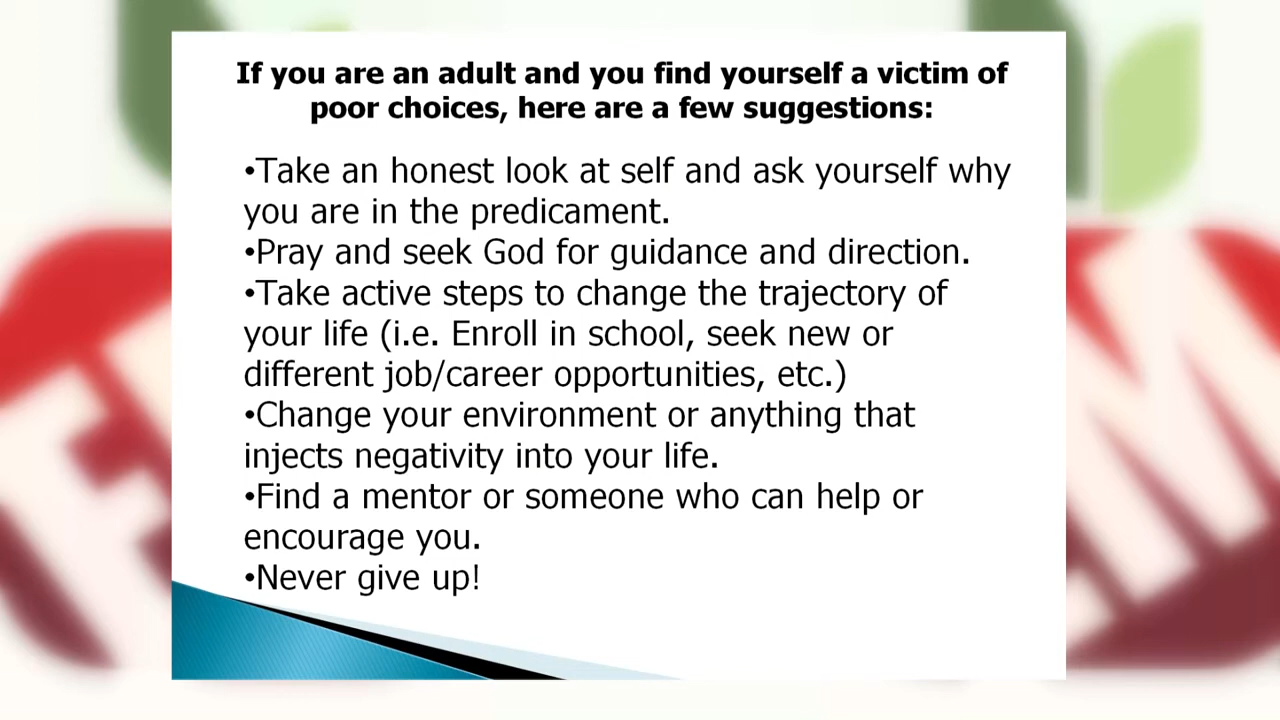 If you are an adult and you find yourself a victim of
poor choices, here are a few suggestions:
•Take an honest look at self and ask yourself why
you are in the predicament.
•Pray and seek God for guidance and direction.
•Take active steps to change the trajectory of
your life (i.e. Enroll in school, seek new or
different job/career opportunities, etc.)
•Change your environment or anything that
injects negativity into your life.
•Find a mentor or someone who can help or
encourage you.
•Never give up!